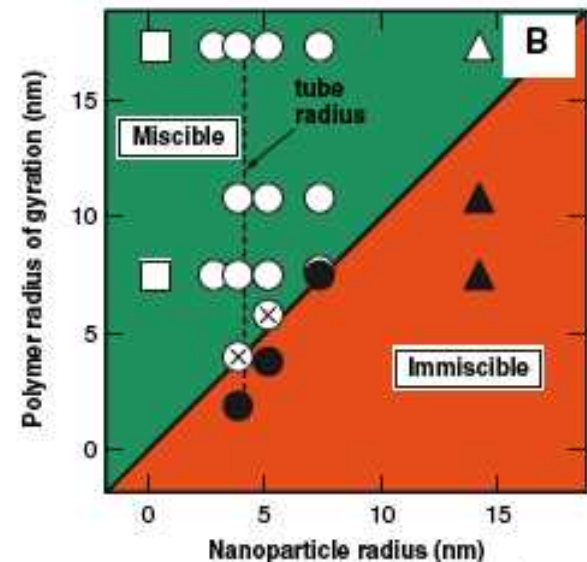 B
tube
radius
Miscible
Immiscible
Polymer radius of gyration (nm)
15
10
5
0
0
5
10
15
Nanoparticle radius (nm)